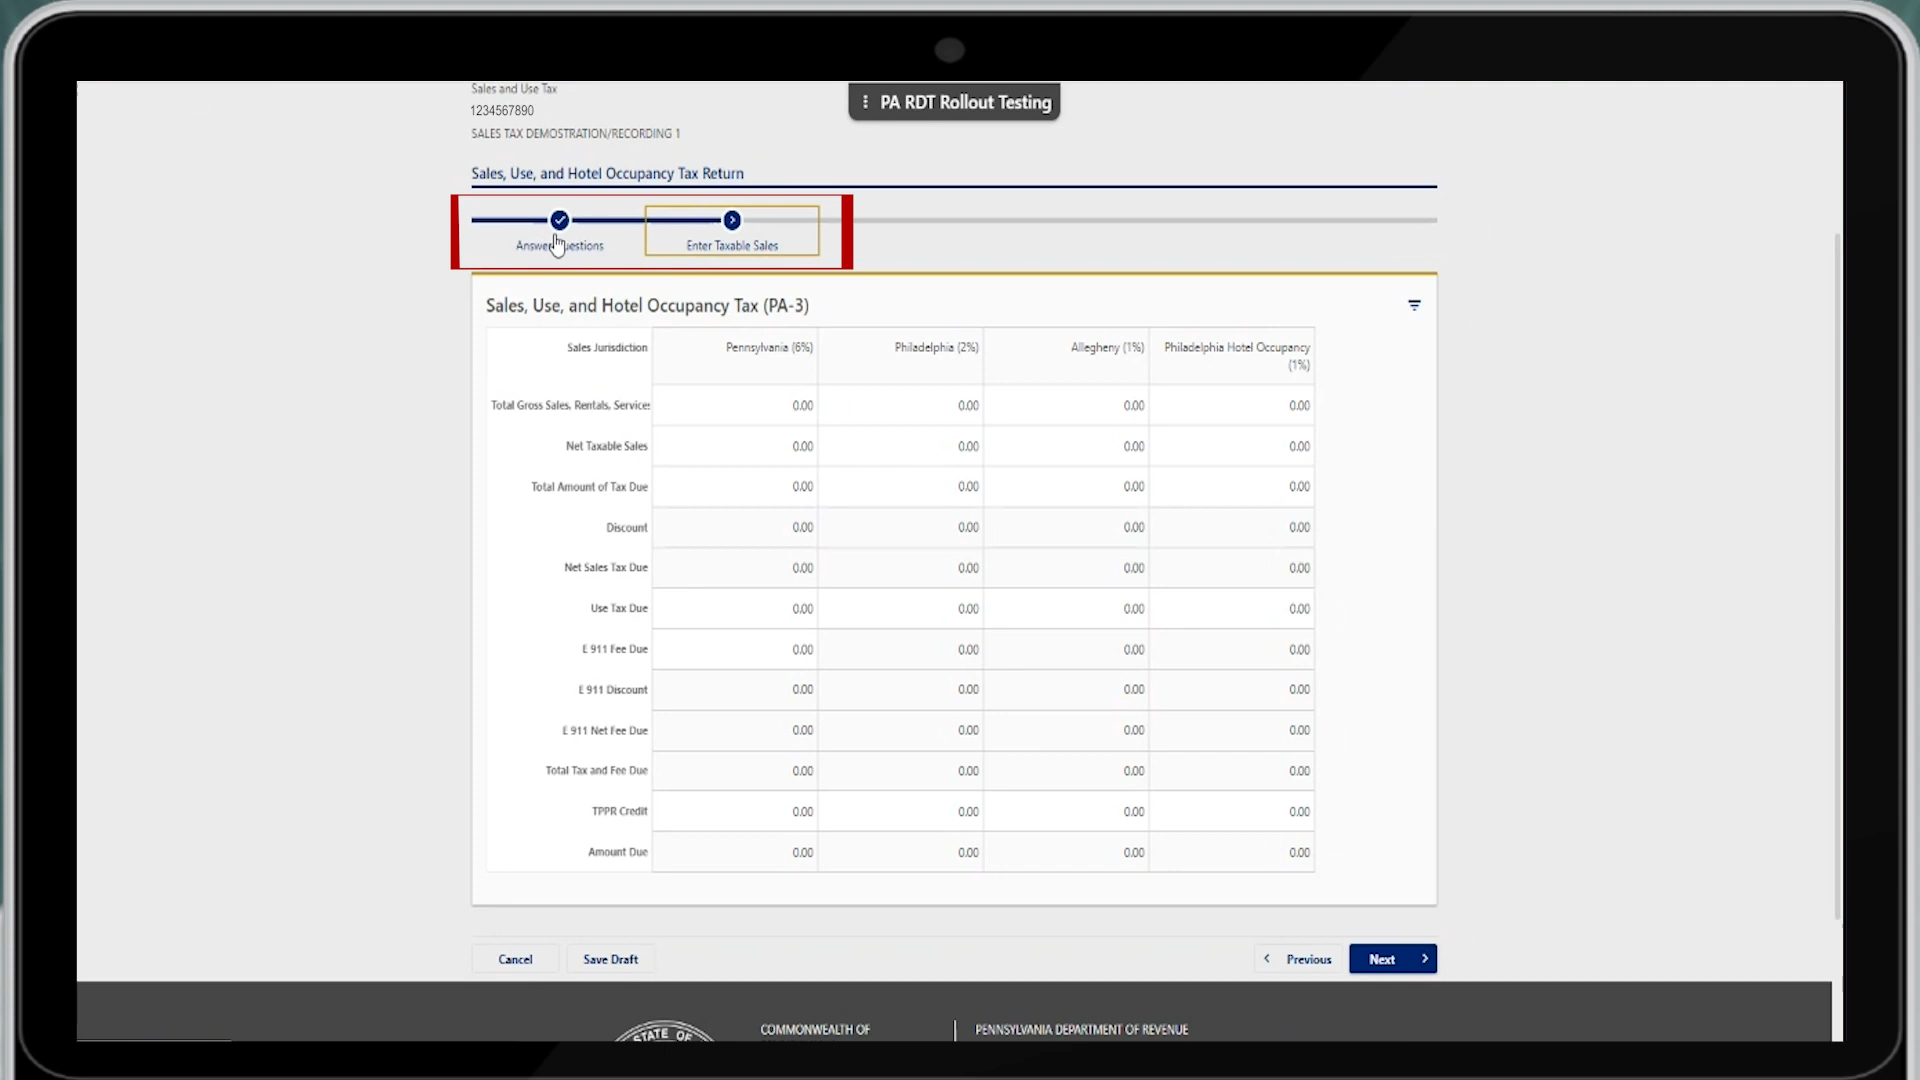 Sales and Use Tax
1234567890
PA RDT Rollout Testing
SALES TAX DEMOSTRATION/RECORDING 1
Sales, Use, and Hotel Occupancy Tax Return
Answer Questions
Enter Taxable Sales
Sales, Use, and Hotel Occupancy Tax (PA-3)
Sales Jurisdiction Pennsylvania (6%) Philadelphia (2%) Allegheny (1%) Philadelphia Hotel Occupancy
(1%)
Total Gross Sales, Rentals, Services 0.00 0.00 0.00 0.00
Net Taxable Sales 0.00 0.00 0.00 0.00
Total Amount of Tax Due 0.00 0.00 0.00 0.00
Discount 0.00 0.00 0.00 0.00
Net Sales Tax Due 0.00 0.00 0.00 0.00
Use Tax Due 0.00 0.00 0.00 0.00
E 911 Fee Due 0.00 0.00 0.00 0.00
E 911 Discount 0.00 0.00 0.00 0.00
E 911 Net Fee Due 0.00 0.00 0.00 0.00
Total Tax and Fee Due 0.00 0.00 0.00 0.00
TPPR Credit 0.00 0.00 0.00 0.00
Amount Due 0.00 0.00 0.00 0.00
Cancel
Save Draft
Previous
Next
STATE OF
COMMONWEALTH OF
PENNSYLVANIA DEPARTMENT OF REVENUE